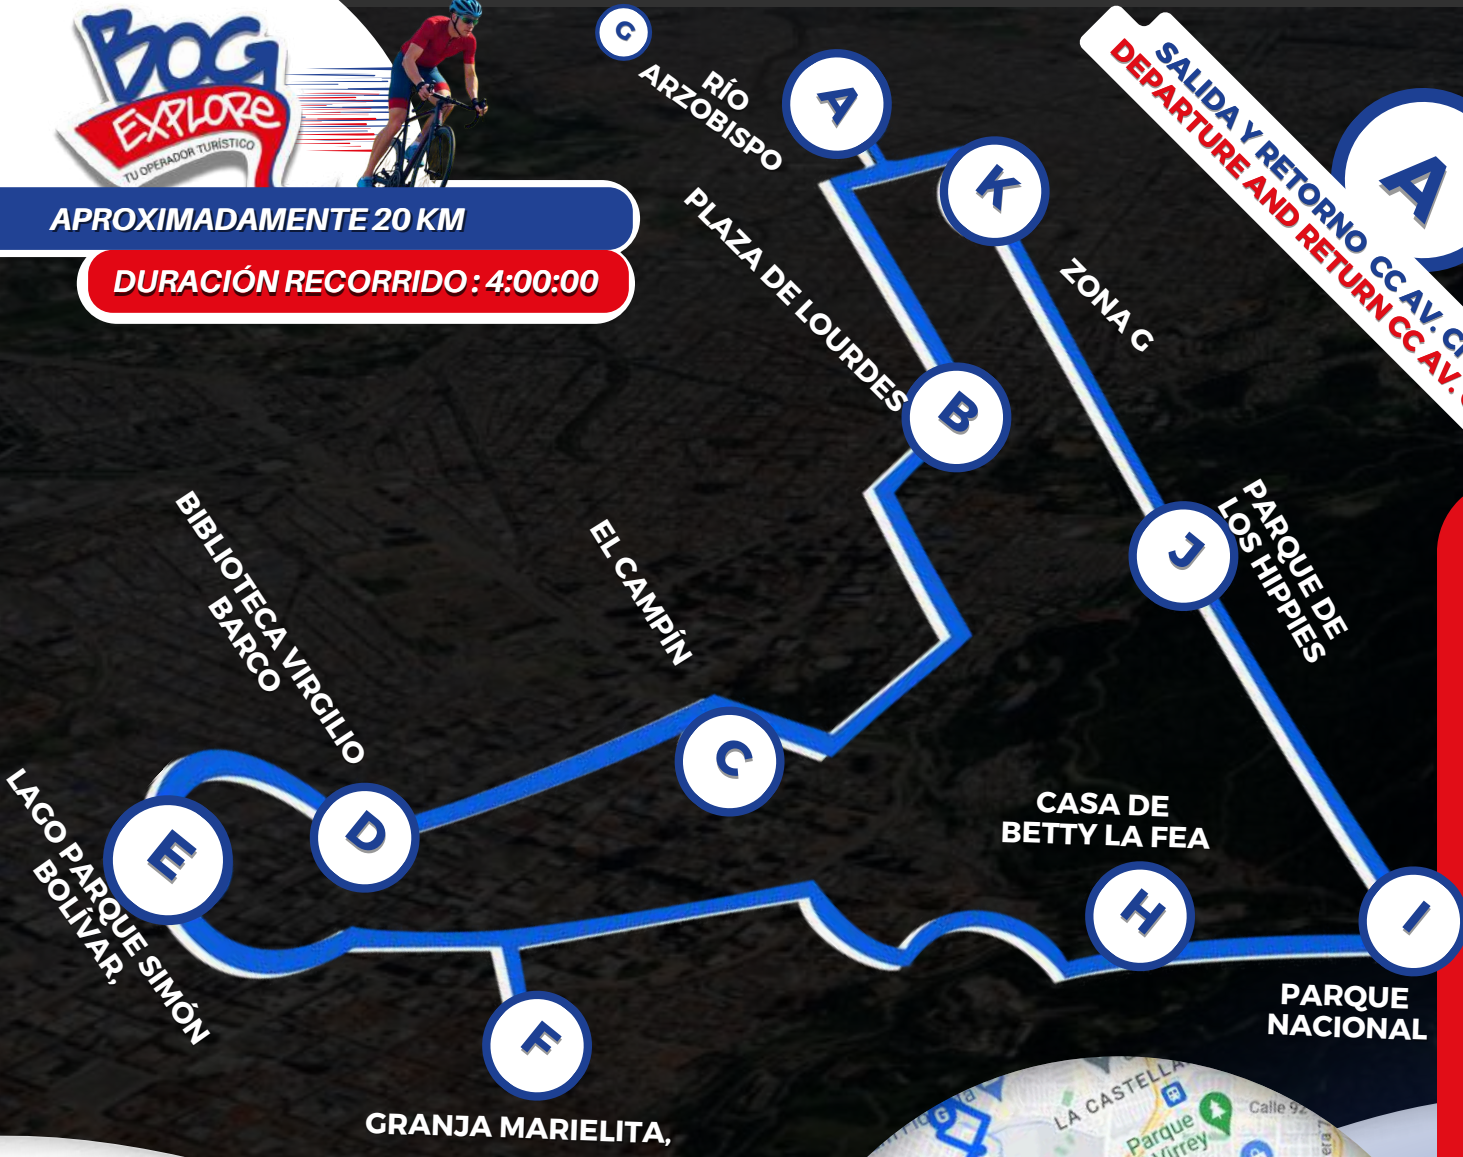 BOG
EXPLORE
TU OPERADOR TURÍSTICO
APROXIMADAMENTE 20 KM
DURACIÓN RECORRIDO : 4:00:00
G
RÍO
ARZOBISPO
A
K
SALIDA Y RETORNO CC AV.
DEPARTURE AND RETURN CC AV.
A
PLAZA DE LOURDES
ZONA G
B
PARQUE DE
LOS HIPPIES
J
EL CAMPÍN
BIBLIOTECA VIRGILIO
BARCO
C
D
LAGO PARQUE SIMÓN
BOLÍVAR,
E
CASA DE
BETTY LA FEA
H
I
PARQUE
NACIONAL
F
GRANJA MARIELITA,
LA CASTELLA
G
Parque
Virrey
Calle 92